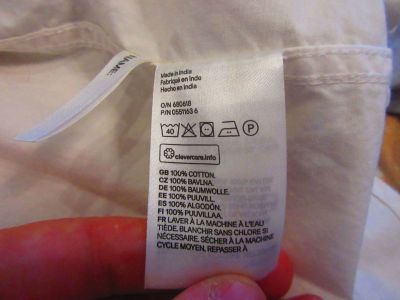 NAME:
Made in India
Fabriqué en Inde
Hecho en India
O/N 680618
P/N 0551163 6
40 P
clevercare.info
GB 100% COTTON.
CZ 100% BAVLNA.
DE 100% BAUMWOLLE.
EE 100% PUUVILL.
ES 100% ALGODÓN.
FI 100% PUUVILLAA.
FR LAVER À LA MACHINE À L'EAU
TIÈDE. BLANCHIR SANS CHLORE SI
NÉCESSAIRE. SÉCHER À LA MACHINE
CYCLE MOYEN. REPASSER À